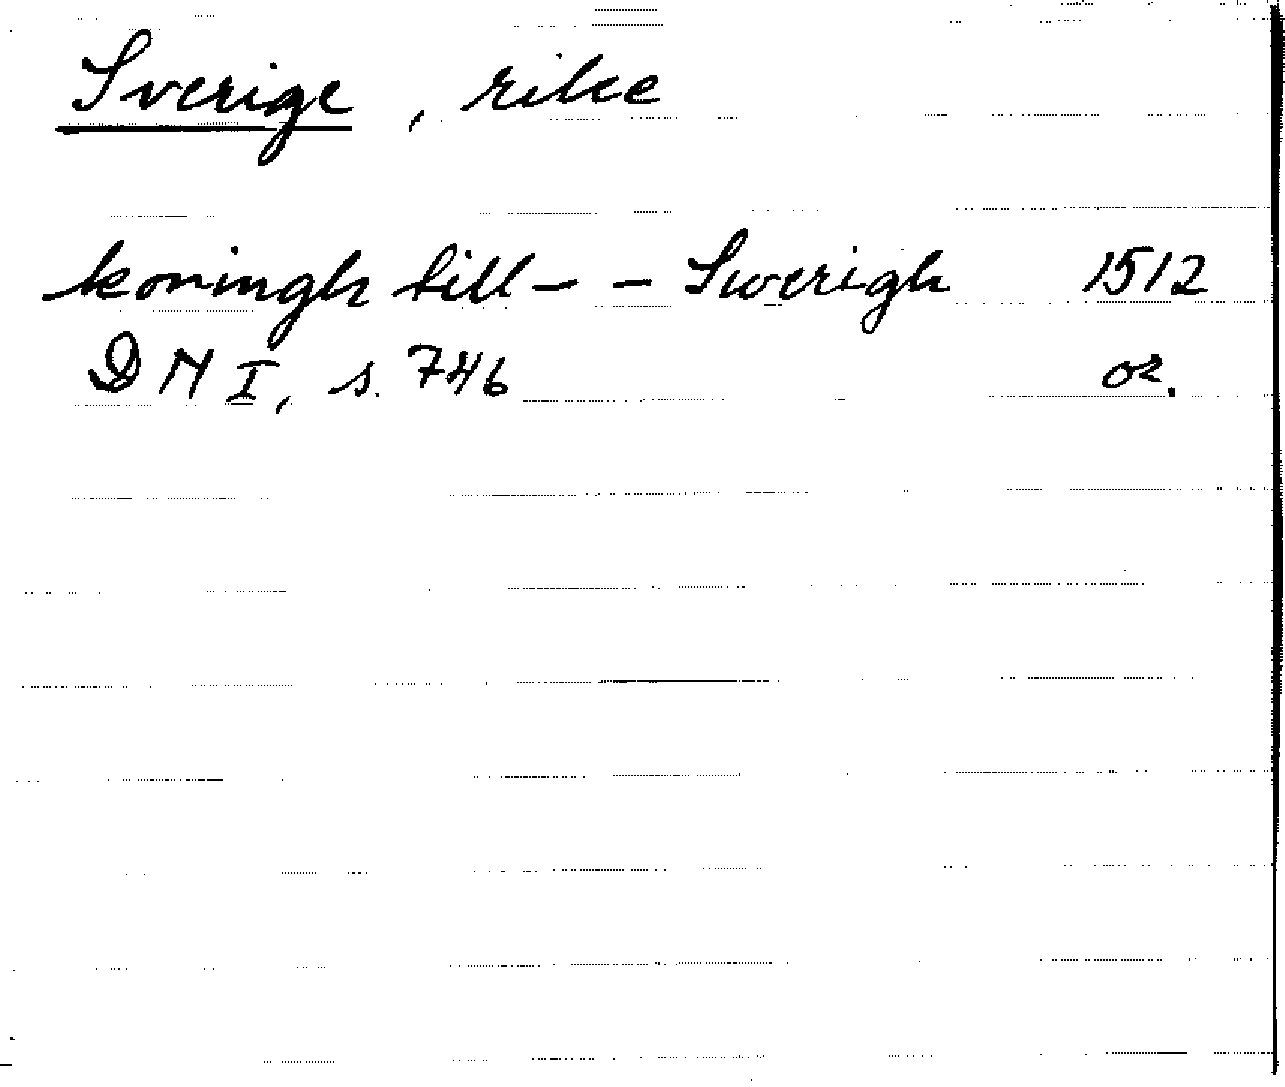 Sverige, rike
koningh till - - Swerigh 1512
DN I, s. 746 or.